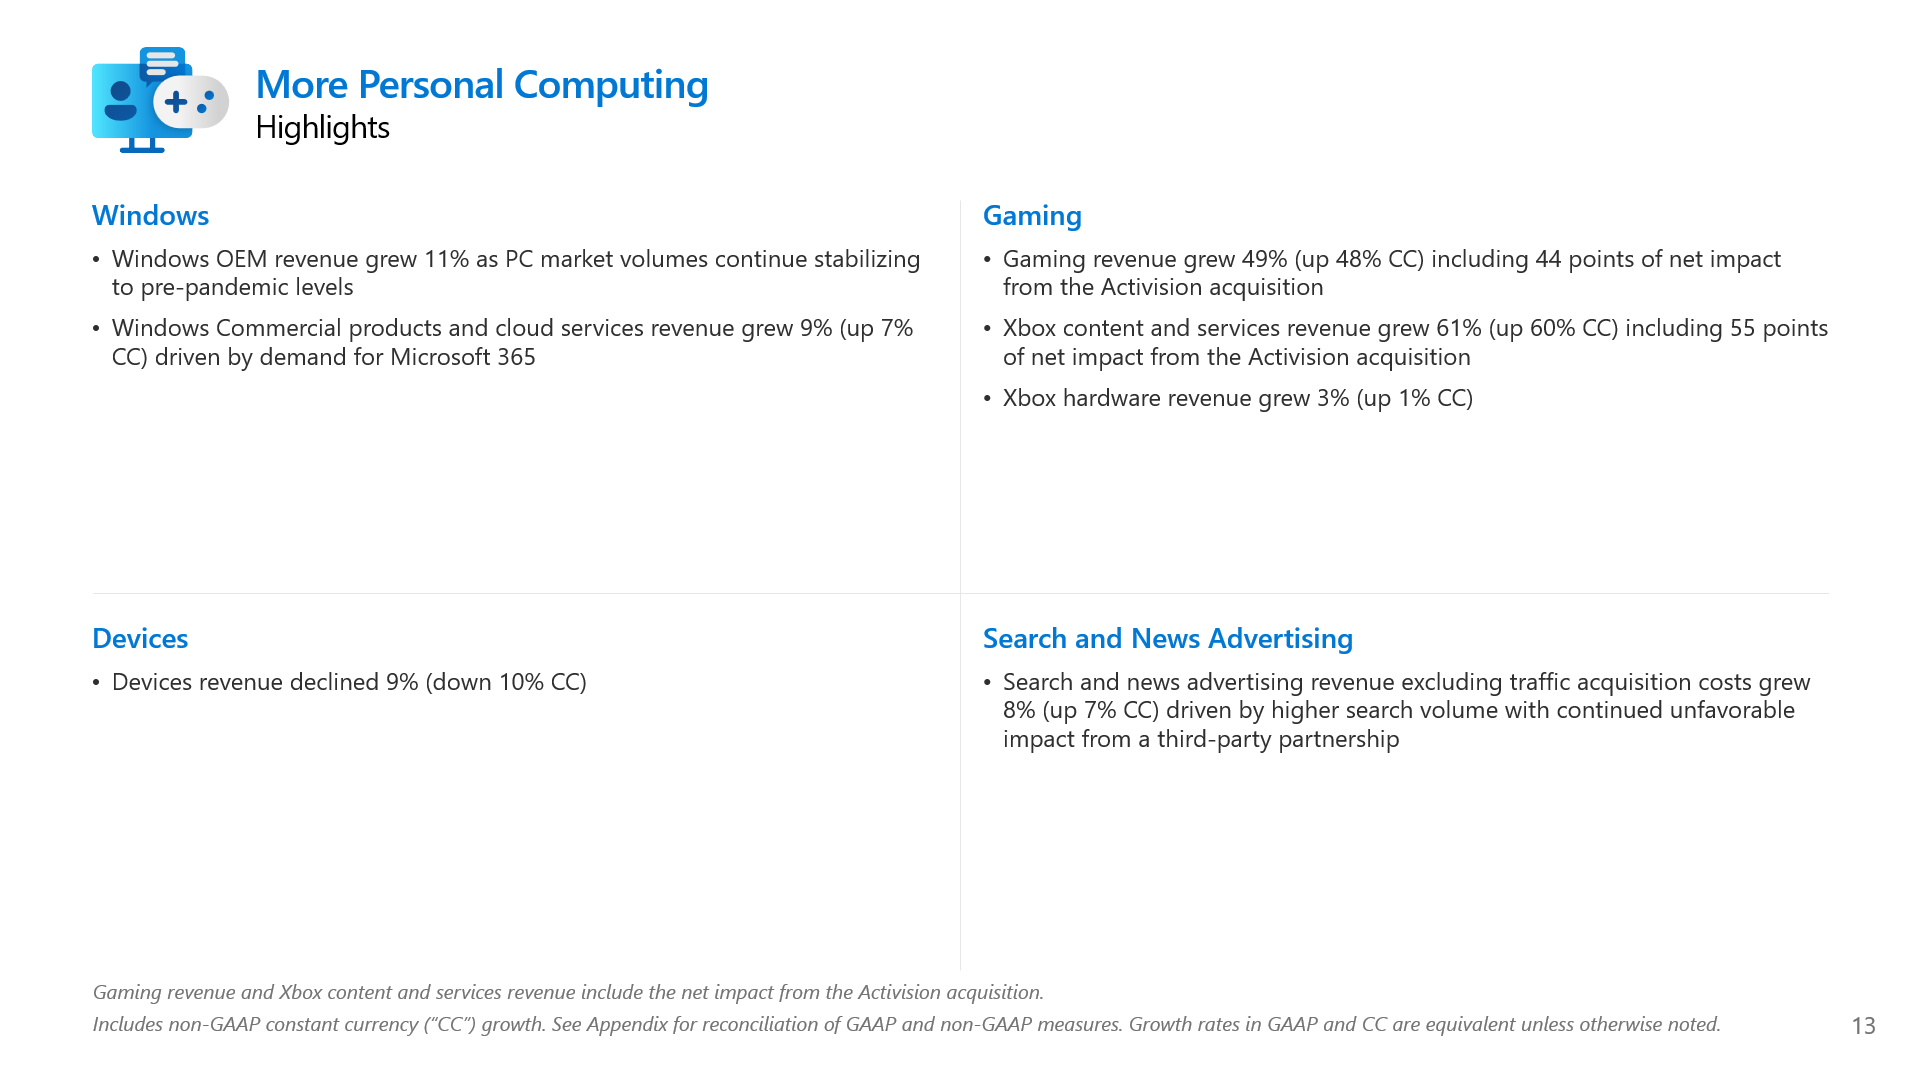 More Personal Computing
Highlights
Windows
• Windows OEM revenue grew 11% as PC market volumes continue stabilizing
to pre-pandemic levels
• Windows Commercial products and cloud services revenue grew 9% (up 7%
CC) driven by demand for Microsoft 365
Gaming
• Gaming revenue grew 49% (up 48% CC) including 44 points of net impact
from the Activision acquisition
• Xbox content and services revenue grew 61% (up 60% CC) including 55 points
of net impact from the Activision acquisition
• Xbox hardware revenue grew 3% (up 1% CC)
Devices
• Devices revenue declined 9% (down 10% CC)
Search and News Advertising
• Search and news advertising revenue excluding traffic acquisition costs grew
8% (up 7% CC) driven by higher search volume with continued unfavorable
impact from a third-party partnership
Gaming revenue and Xbox content and services revenue include the net impact from the Activision acquisition.
Includes non-GAAP constant currency (“CC”) growth. See Appendix for reconciliation of GAAP and non-GAAP measures. Growth rates in GAAP and CC are equivalent unless otherwise noted.
13